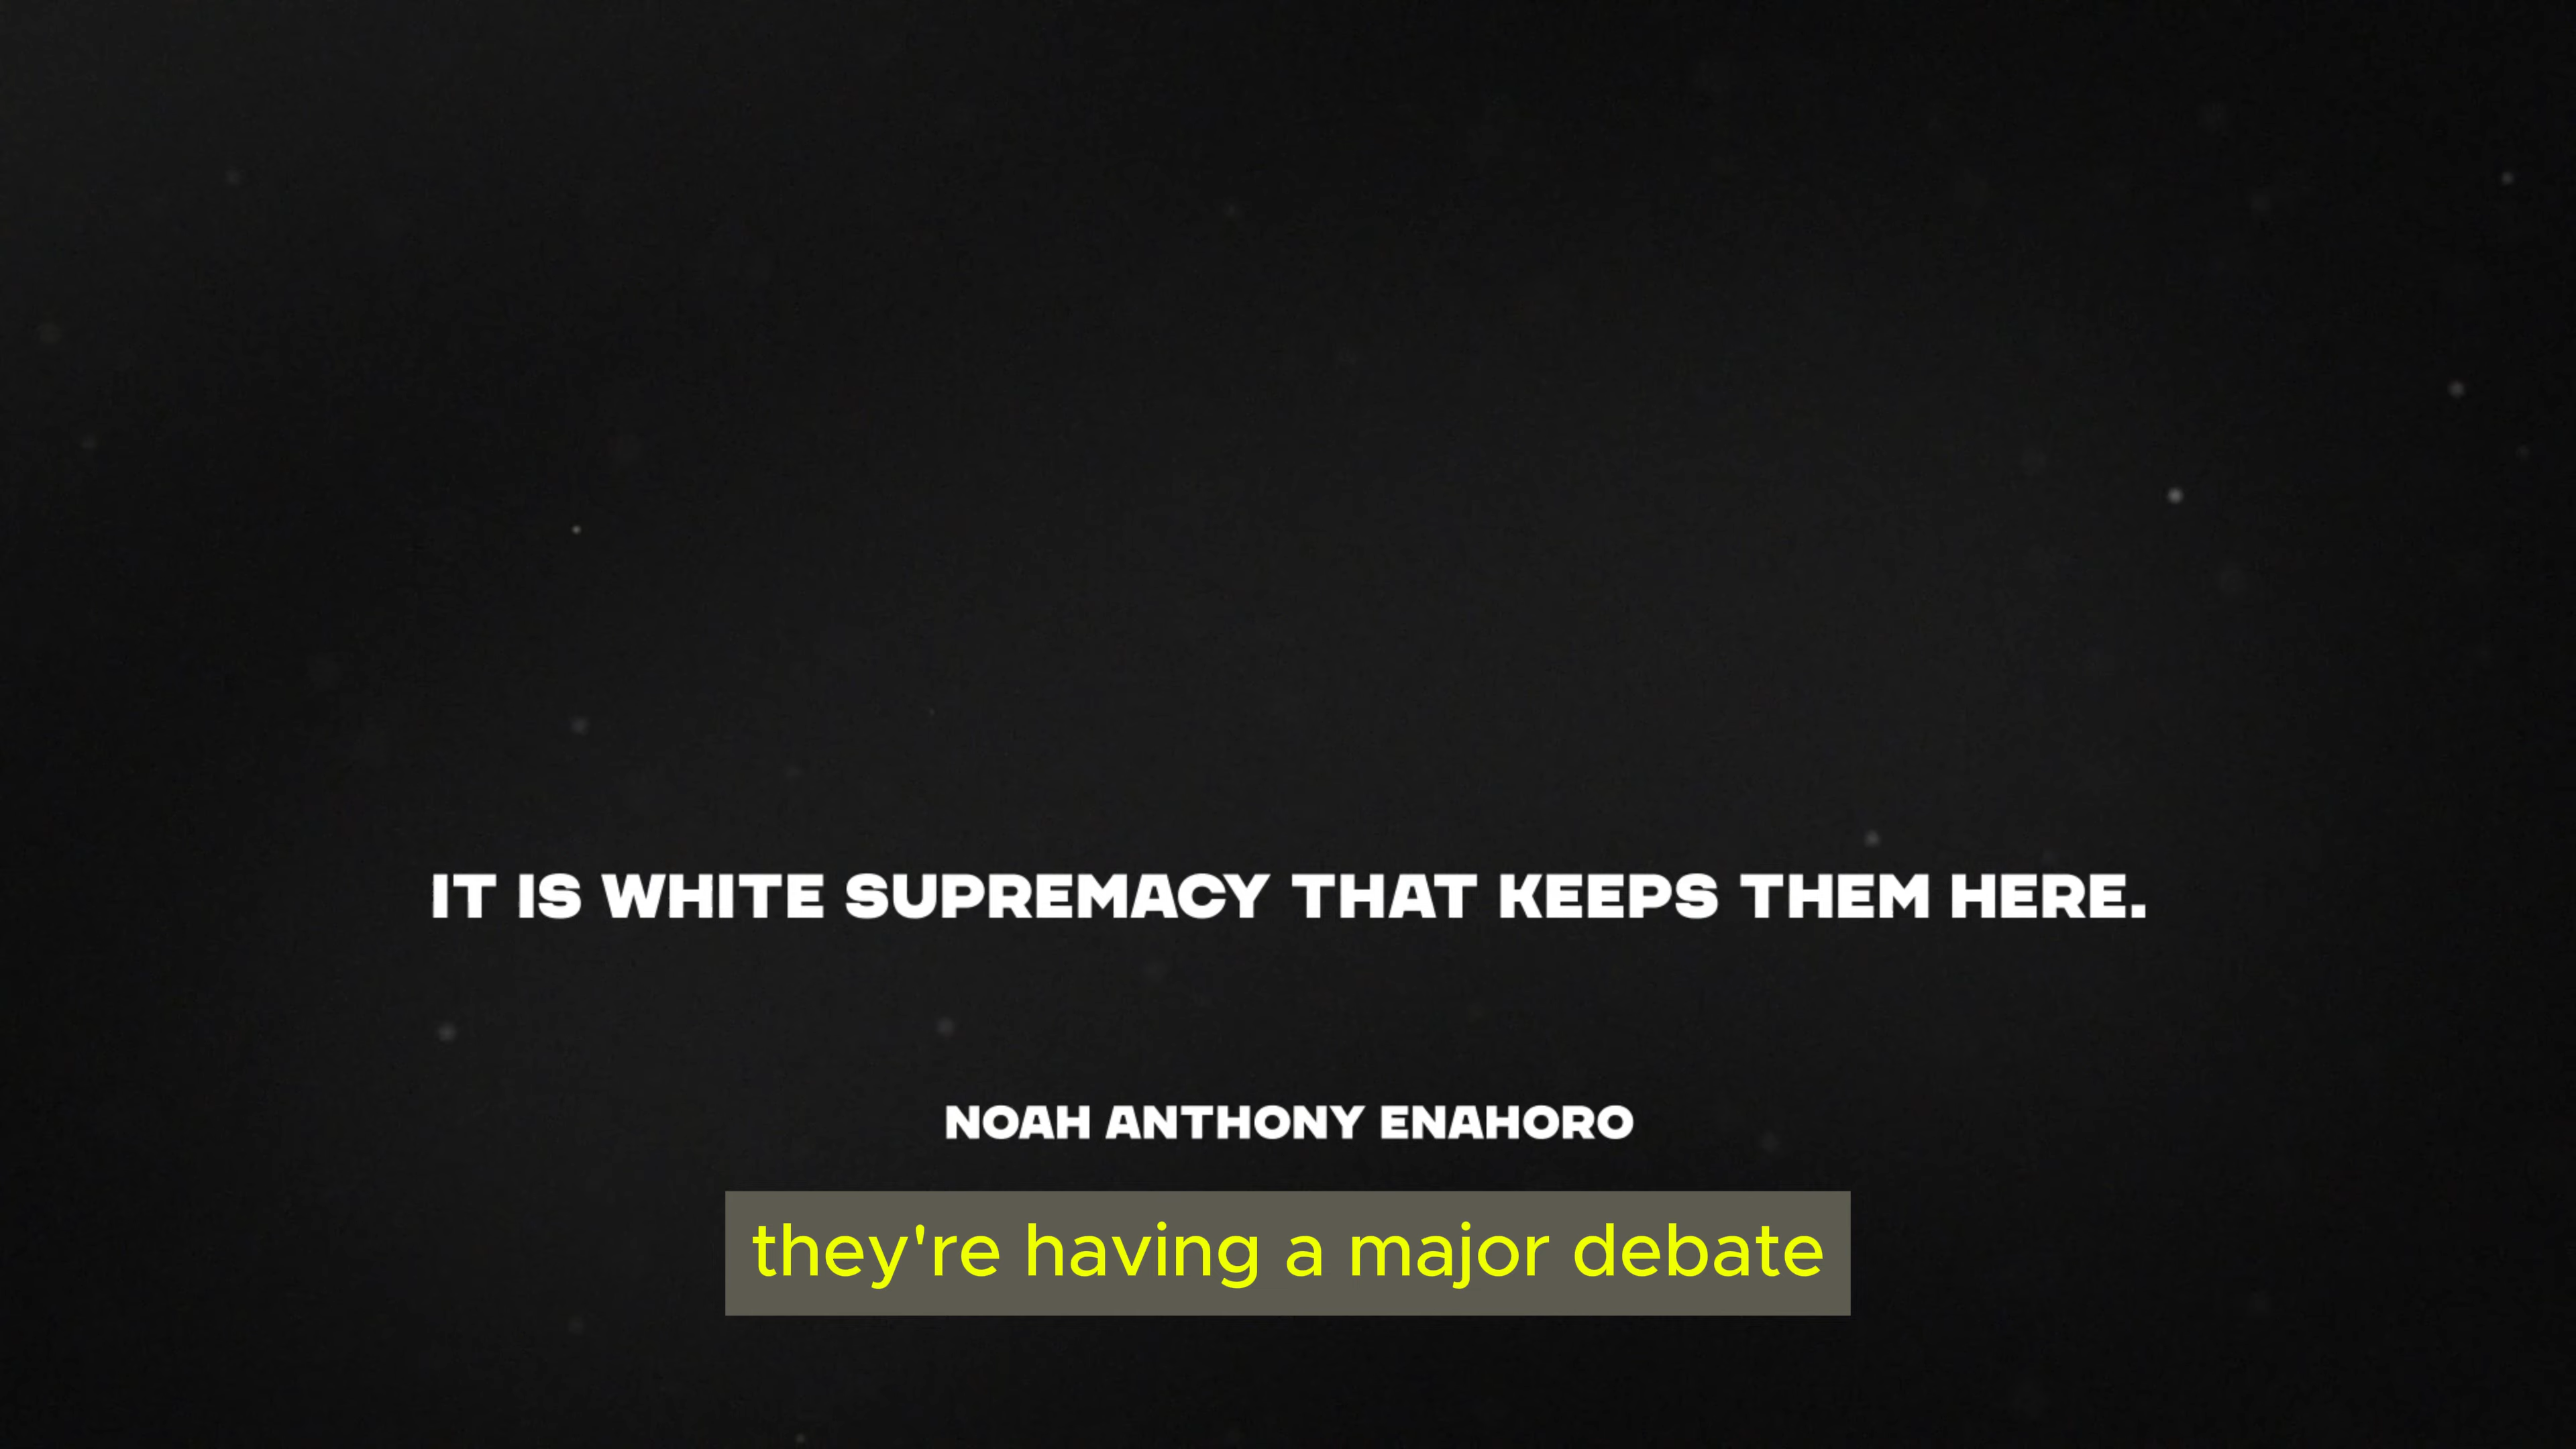 IT IS WHITE SUPREMACY THAT KEEPS THEM HERE.
NOAH ANTHONY ENAHORO
they're having a major debate